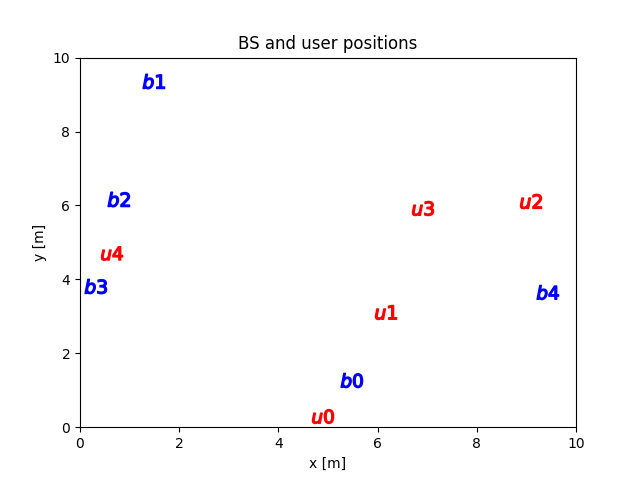 BS and user positions
10
b1
8
b2
6
u3
u2
u4
4
b3
b4
u1
2
b0
u0
0
0 2 4 6 8 10
x [m]
y [m]